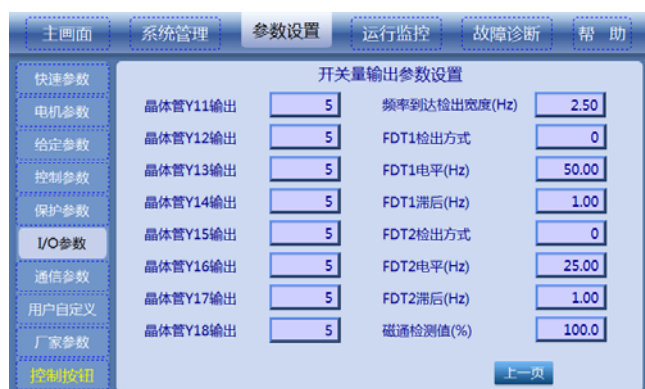 主画面 系统管理 参数设置 运行监控 故障诊断 帮 助
开关量输出参数设置
快速参数
电机参数
给定参数
控制参数
保护参数
I/O参数
通信参数
用户自定义
厂家参数
控制按钮
晶体管Y11输出 5 频率到达检出宽度(Hz) 2.50
晶体管Y12输出 5 FDT1检出方式 0
晶体管Y13输出 5 FDT1电平(Hz) 50.00
晶体管Y14输出 5 FDT1滞后(Hz) 1.00
晶体管Y15输出 5 FDT2检出方式 0
晶体管Y16输出 5 FDT2电平(Hz) 25.00
晶体管Y17输出 5 FDT2滞后(Hz) 1.00
晶体管Y18输出 5 磁通检测值(%) 100.0
上一页